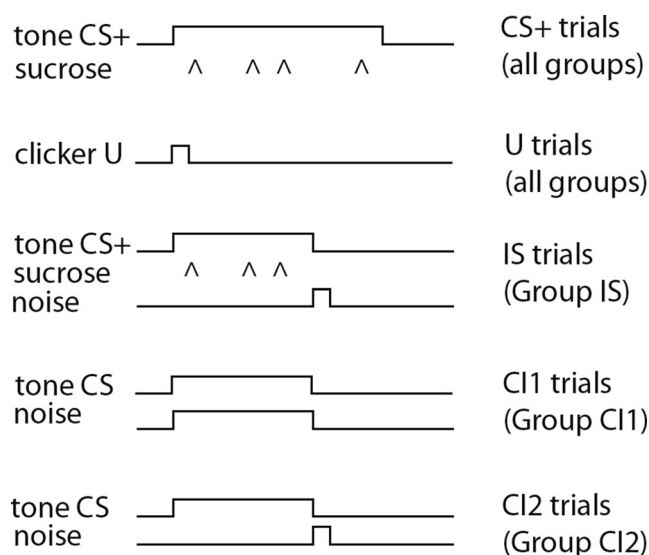 tone CS+
sucrose
^ ^ ^ ^
CS+ trials
(all groups)
clicker U
U trials
(all groups)
tone CS+
sucrose
noise
^ ^ ^
IS trials
(Group IS)
tone CS
noise
CI1 trials
(Group CI1)
tone CS
noise
CI2 trials
(Group CI2)